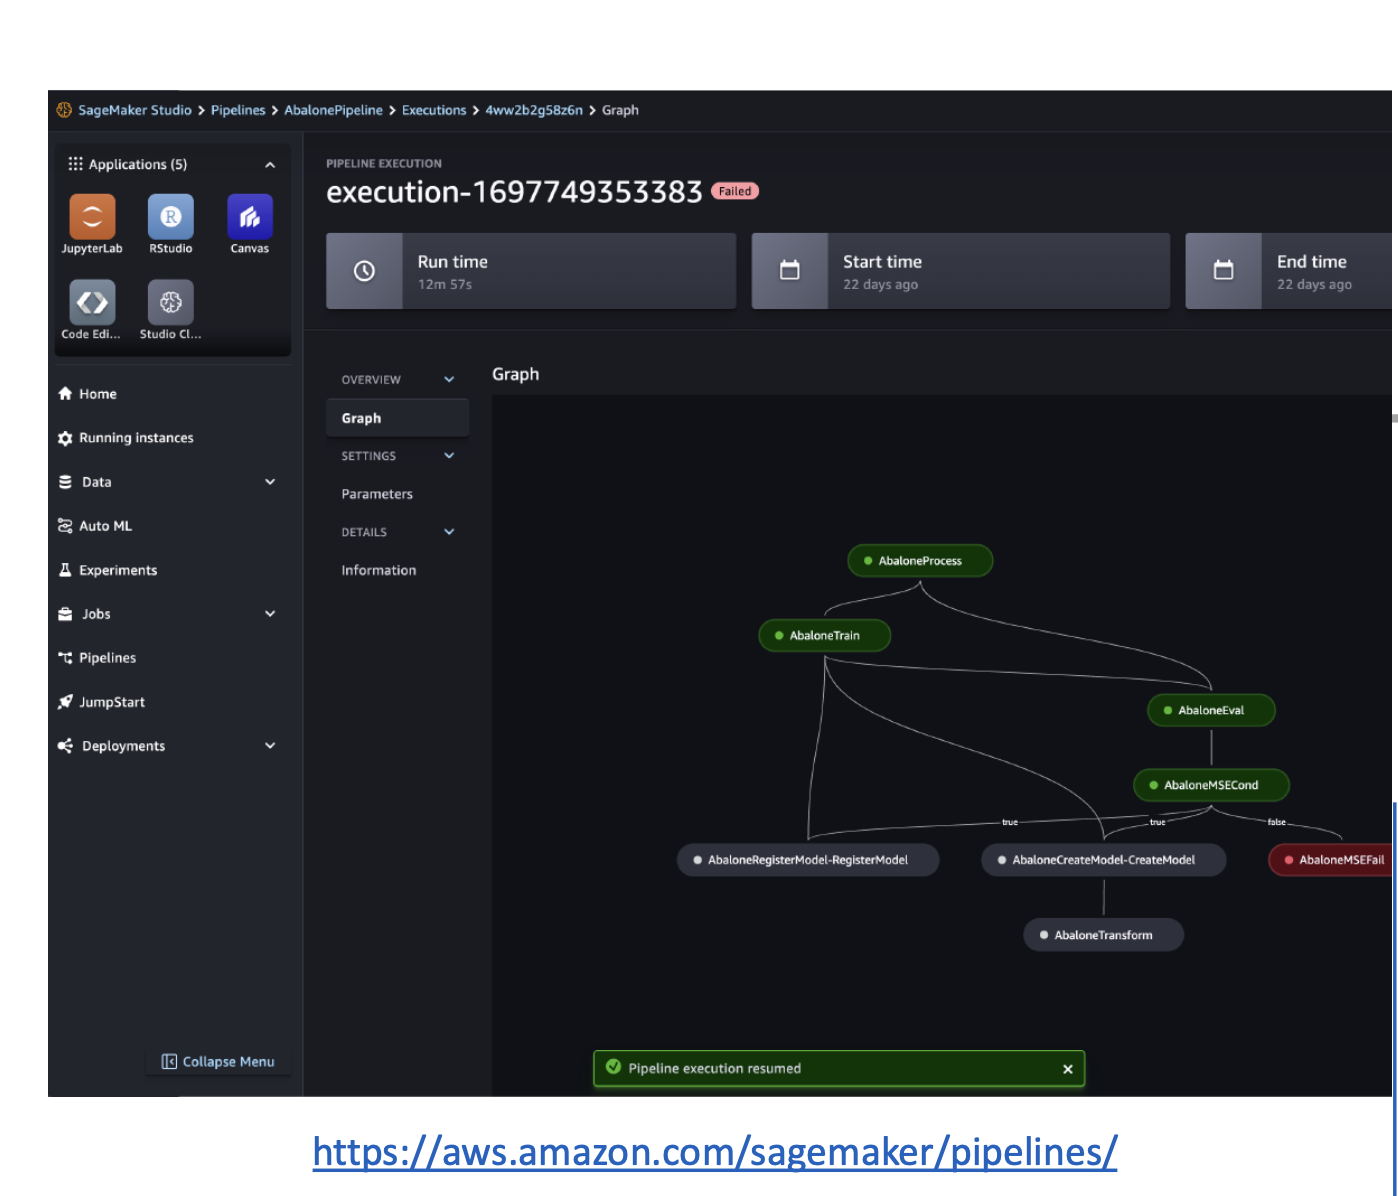 SageMaker Studio > Pipelines > AbalonePipeline > Executions > 4ww2b2g58z6n > Graph
Applications (5)
JupyterLab
RStudio
Canvas
Code Edi...
Studio Cl...
Home
Running instances
Data
Auto ML
Experiments
Jobs
Pipelines
JumpStart
Deployments
Collapse Menu
PIPELINE EXECUTION
execution-1697749353383 Failed
Run time
12m 57s
Start time
22 days ago
End time
22 days ago
OVERVIEW
Graph
SETTINGS
Parameters
DETAILS
Information
Graph
AbaloneProcess
AbaloneTrain
AbaloneEval
AbaloneMSECond
true
true
false
AbaloneRegisterModel-RegisterModel
AbaloneCreateModel-CreateModel
AbaloneMSEFail
AbaloneTransform
Pipeline execution resumed
https://aws.amazon.com/sagemaker/pipelines/